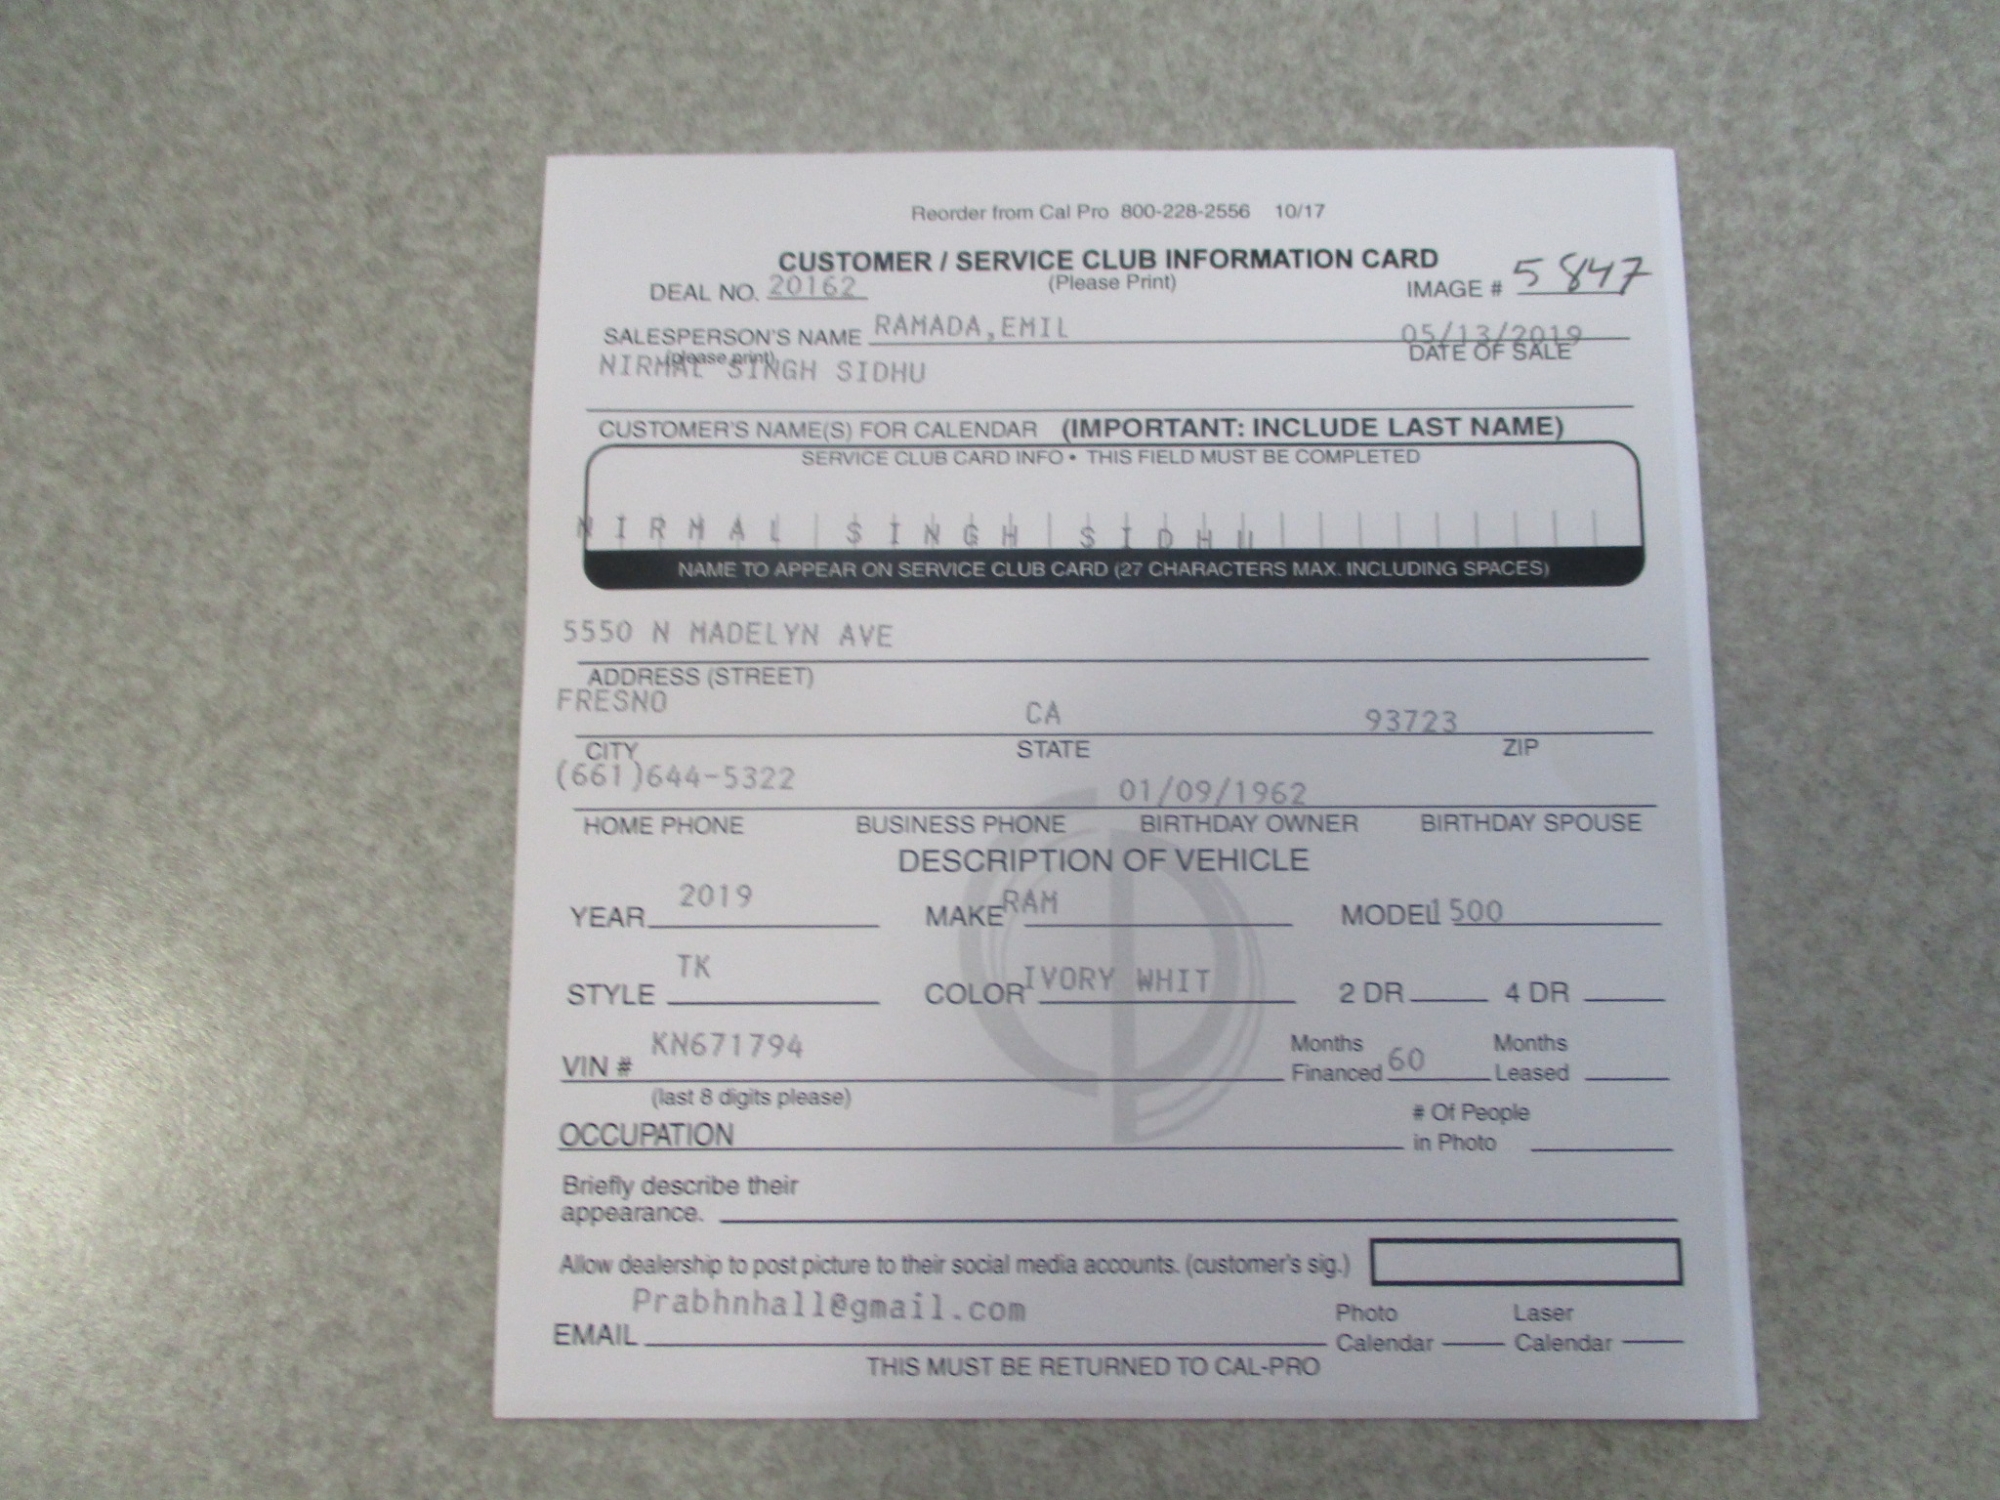 Reorder from Cal Pro 800-228-2556 10/17
CUSTOMER / SERVICE CLUB INFORMATION CARD
(Please Print)
DEAL NO. 20162
IMAGE # 5847
SALESPERSON'S NAME RAMADA,EMIL 05/13/2019
(please print) DATE OF SALE
NIRMAL SINGH SIDHU
CUSTOMER'S NAME(S) FOR CALENDAR (IMPORTANT: INCLUDE LAST NAME)
SERVICE CLUB CARD INFO • THIS FIELD MUST BE COMPLETED
NIRMAL SINGH SIDHU
NAME TO APPEAR ON SERVICE CLUB CARD (27 CHARACTERS MAX. INCLUDING SPACES)
5550 N MADELYN AVE
ADDRESS (STREET)
FRESNO CA 93723
CITY STATE ZIP
(661)644-5322 01/09/1962
HOME PHONE BUSINESS PHONE BIRTHDAY OWNER BIRTHDAY SPOUSE
DESCRIPTION OF VEHICLE
YEAR 2019 MAKE RAM MODEL 1500
STYLE TK COLOR IVORY WHIT 2 DR 4 DR
VIN # KN671794 Months Financed 60 Months Leased
(last 8 digits please)
OCCUPATION # Of People in Photo
Briefly describe their
appearance.
Allow dealership to post picture to their social media accounts. (customer's sig.)
EMAIL Prabhnhall@gmail.com Photo Calendar Laser Calendar
THIS MUST BE RETURNED TO CAL-PRO